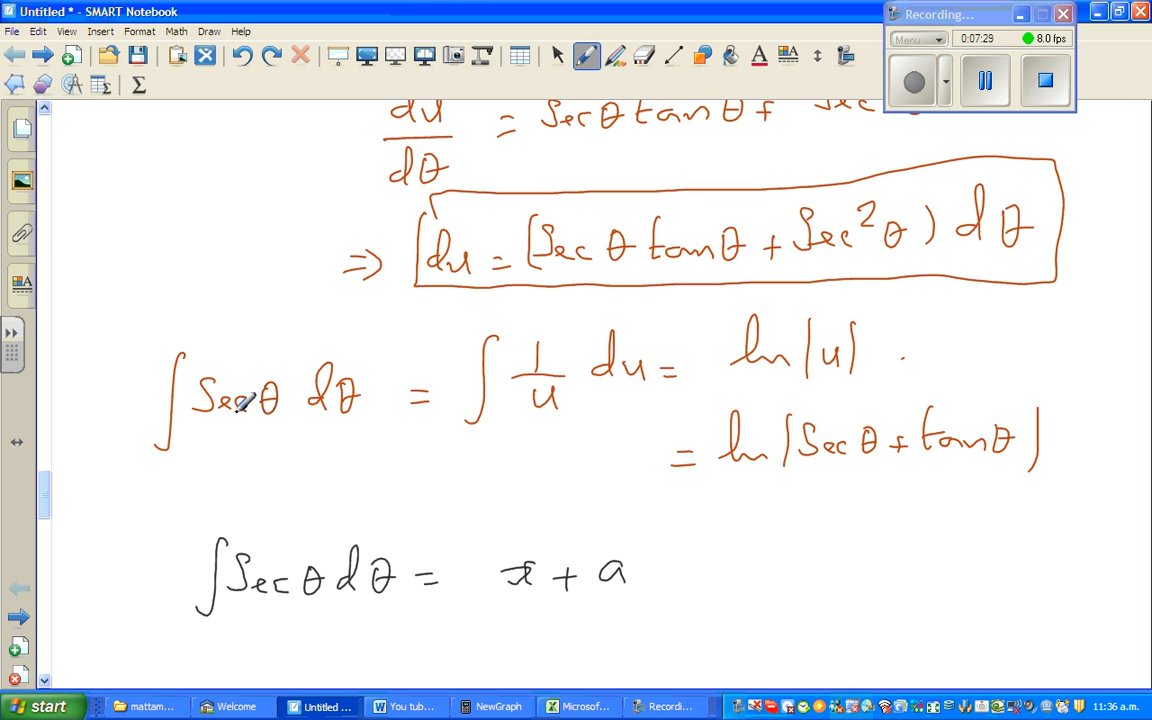 Untitled * - SMART Notebook
Recording...
File Edit View Insert Format Math Draw Help
Menu 0:07:29 8.0 fps
du/dθ = Secθ tanθ + Sec
⇒ du = (Secθ tanθ + Sec²θ) dθ
∫ Secθ dθ = ∫ 1/u du = ln|u| .
= ln|Secθ + tanθ|
∫ Secθ dθ = x + a
start mattam... Welcome Untitled ... You tub... NewGraph Microsof... Recordi... 11:36 a.m.